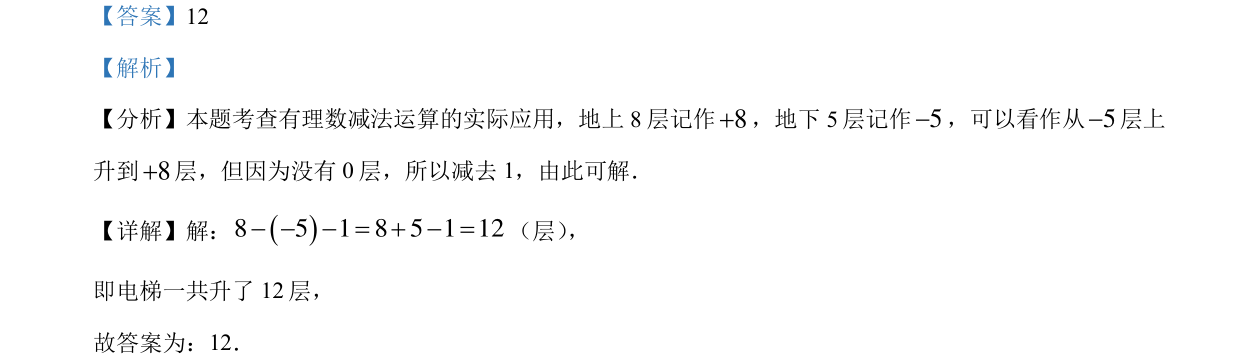 【答案】12
【解析】
【分析】本题考查有理数减法运算的实际应用，地上 8 层记作+8，地下 5 层记作−5，可以看作从−5层上
升到+8层，但因为没有 0 层，所以减去 1，由此可解．
【详解】解：8−(−5)−1=8+5−1=12（层），
即电梯一共升了 12 层，
故答案为：12．